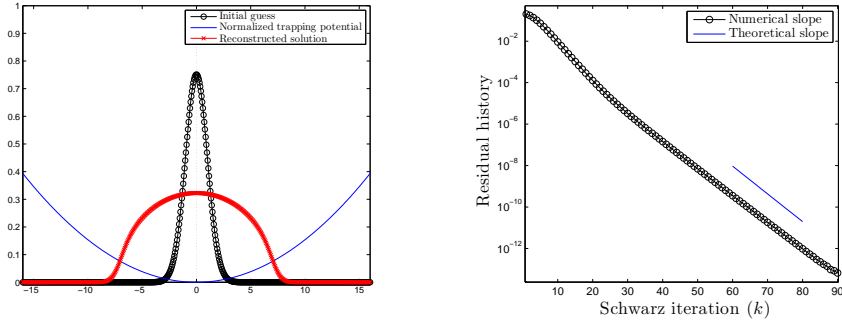 Initial guess
Normalized trapping potential
Reconstructed solution
1
0.9
0.8
0.7
0.6
0.5
0.4
0.3
0.2
0.1
0
−15 −10 −5 0 5 10 15
Numerical slope
Theoretical slope
Residual history
10^−2
10^−4
10^−6
10^−8
10^−10
10^−12
10 20 30 40 50 60 70 80 90
Schwarz iteration (k)